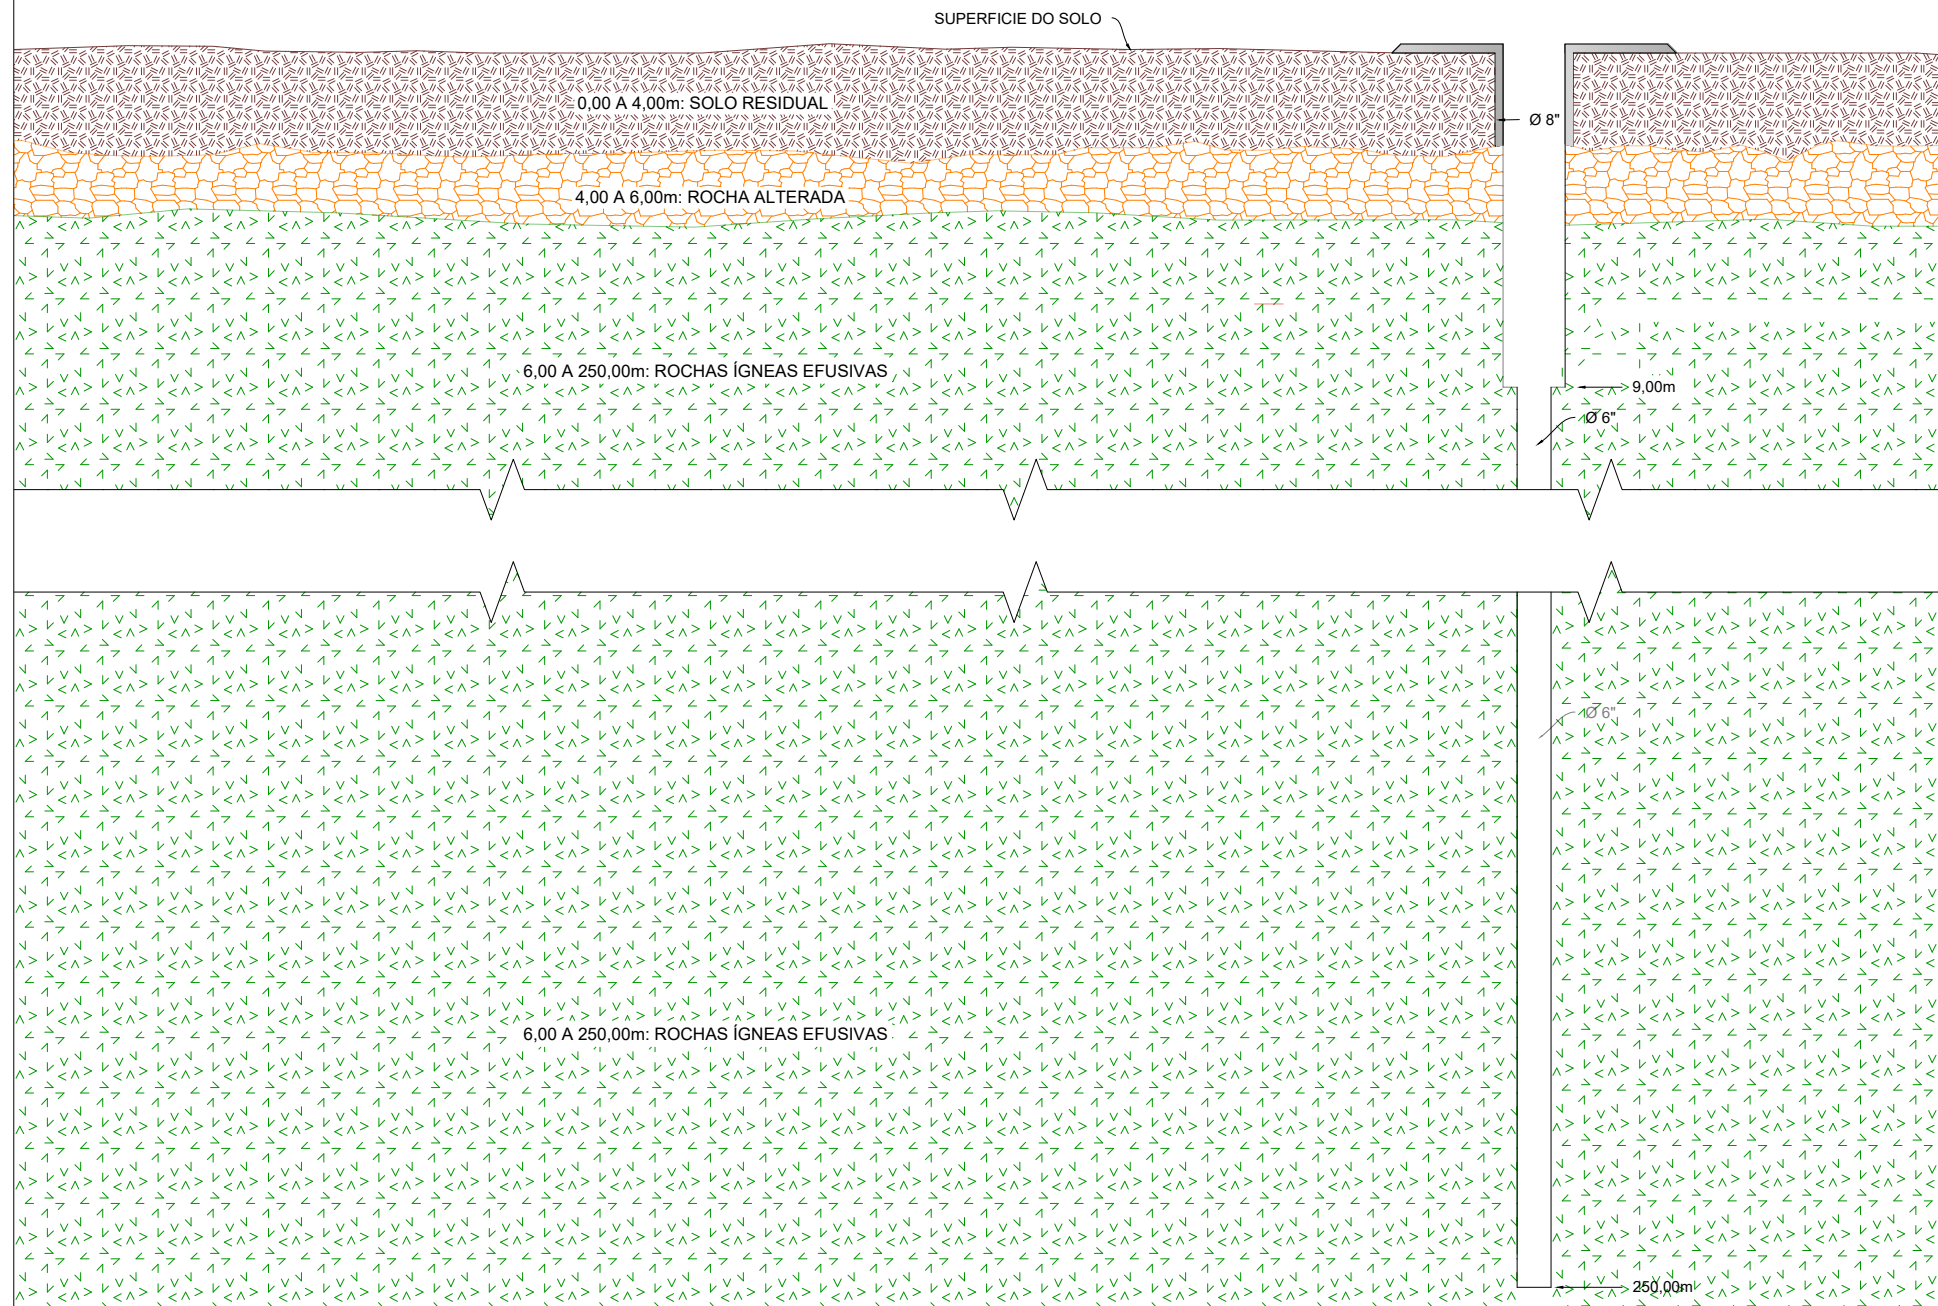 SUPERFICIE DO SOLO
0,00 A 4,00m: SOLO RESIDUAL
Ø 8"
4,00 A 6,00m: ROCHA ALTERADA
6,00 A 250,00m: ROCHAS ÍGNEAS EFUSIVAS
9,00m
Ø 6"
Ø 6"
6,00 A 250,00m: ROCHAS ÍGNEAS EFUSIVAS
250,00m